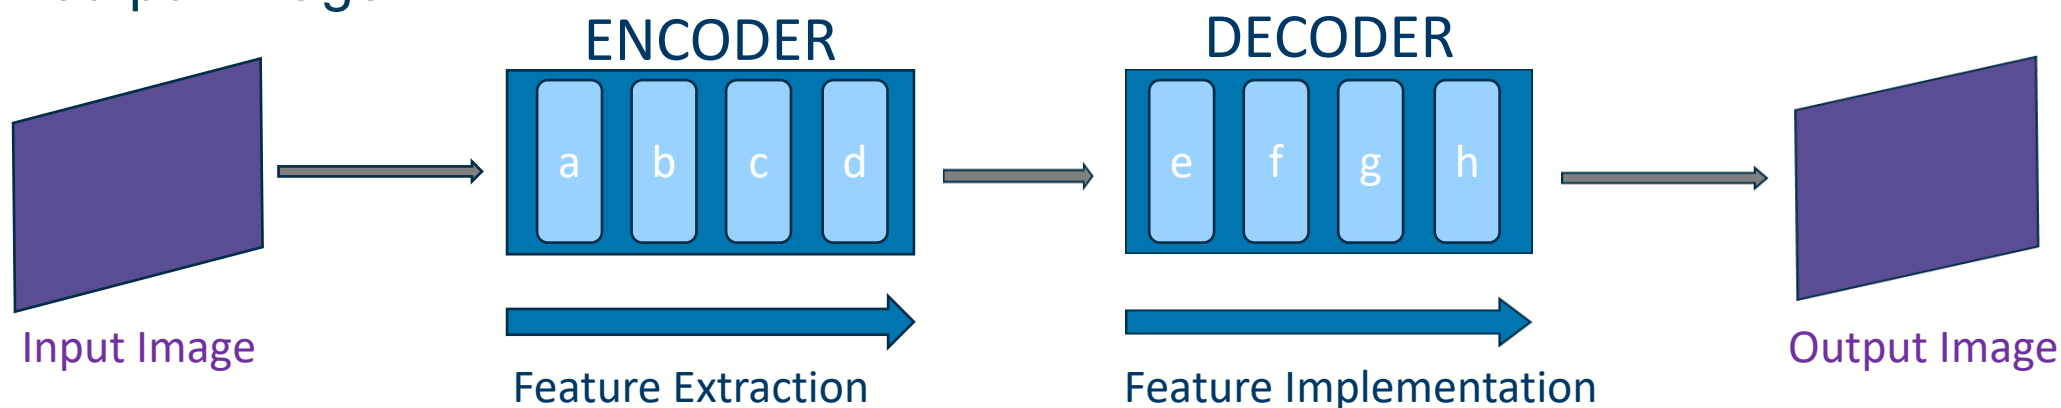 ENCODER
DECODER
a b c d
e f g h
Input Image
Output Image
Feature Extraction
Feature Implementation